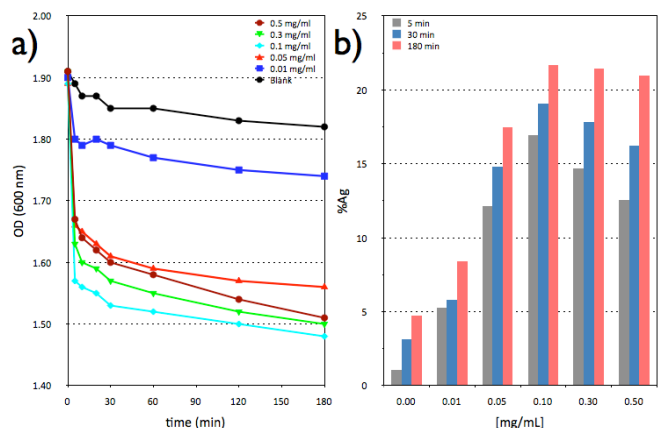 a)
2.00
1.90
1.80
1.70
1.60
1.50
1.40
OD (600 nm)
0 30 60 90 120 150 180
time (min)
0.5 mg/ml
0.3 mg/ml
0.1 mg/ml
0.05 mg/ml
0.01 mg/ml
Blank
b)
25
20
15
10
5
0
%Ag
0.00 0.01 0.05 0.10 0.30 0.50
[mg/mL]
5 min
30 min
180 min